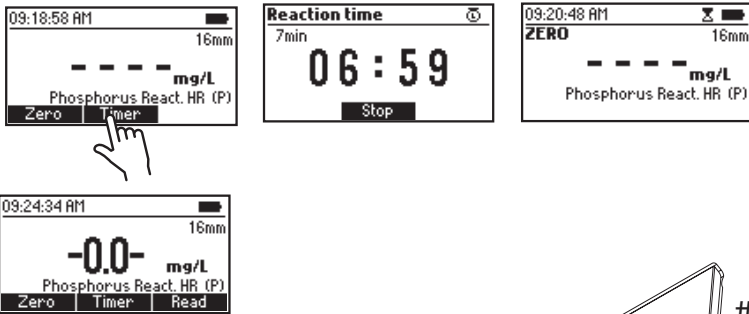 09:18:58 AM
16mm
- - - - mg/L
Phosphorus React. HR (P)
Zero Timer
Reaction time
7min
06:59
Stop
09:20:48 AM
ZERO 16mm
- - - - mg/L
Phosphorus React. HR (P)
09:24:34 AM
16mm
-0.0- mg/L
Phosphorus React. HR (P)
Zero Timer Read
#